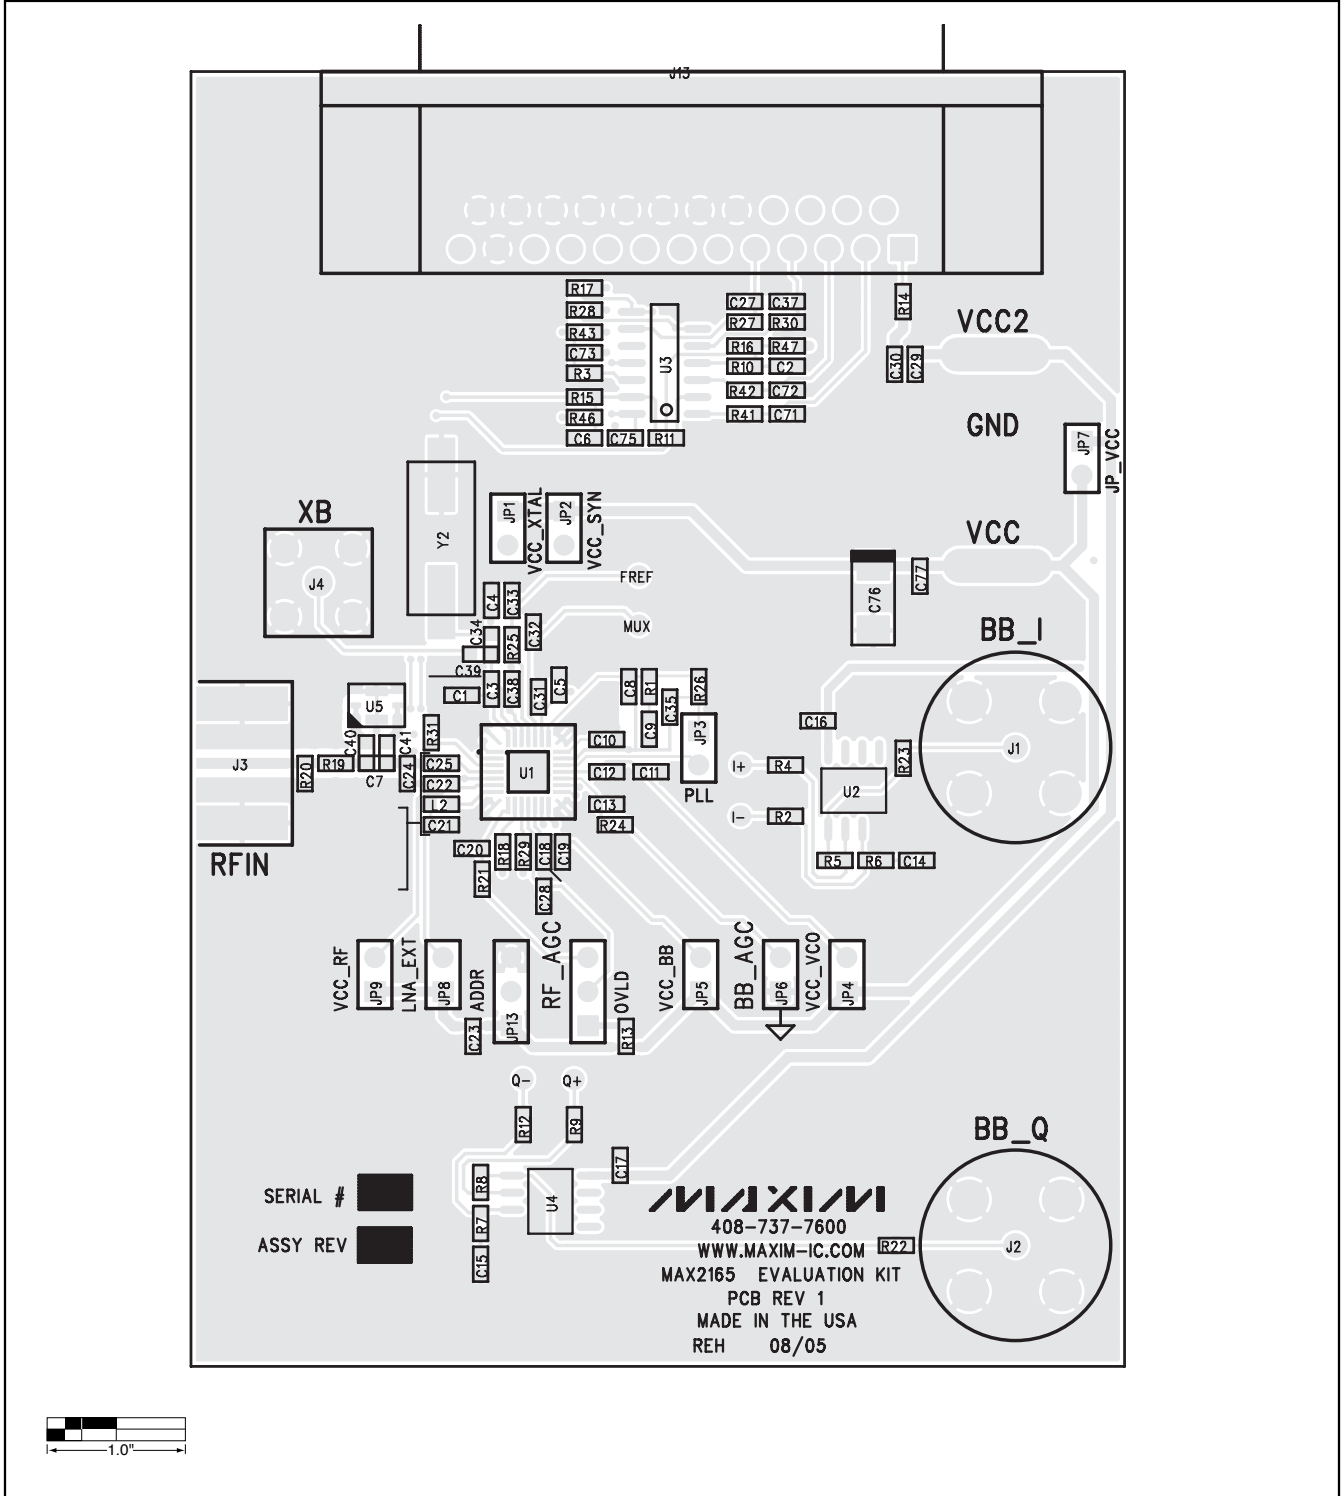 J13
R17
R28
R43
C73
R3
R15
R46
C6 C75 R11
U3
C27 C37
R27 R30
R16 R47
R10 C2
R42 C72
R41 C71
R14
C30
C29
VCC2
GND
JP7
JP_VCC
VCC
XB
J4
Y2
JP1
VCC_XTAL
JP2
VCC_SYN
FREF
MUX
C76
C77
BB_I
C4
C33
C34
R25
C32
C39
C1
C3
C38
C31
C5
C8
R1
C35
R26
C9
JP3
PLL
C16
R23
J1
U5
C40
C41
R31
J3
R20
R19
C7
C24
C25
C22
L2
C21
U1
C10
C12 C11
C13
R24
I+ R4
I- R2
U2
R5 R6 C14
RFIN
C20
R21
R18
R29
C18
C19
C28
VCC_RF
JP9
LNA_EXT
JP8
ADDR
JP13
RF_AGC
OVLD
VCC_BB
JP5
BB_AGC
JP6
VCC_VCO
JP4
C23
R13
Q- Q+
R12
R9
C17
R8
R7
C15
U4
BB_Q
J2
R22
SERIAL #
ASSY REV
MAXIM
408-737-7600
WWW.MAXIM-IC.COM
MAX2165 EVALUATION KIT
PCB REV 1
MADE IN THE USA
REH 08/05
1.0"